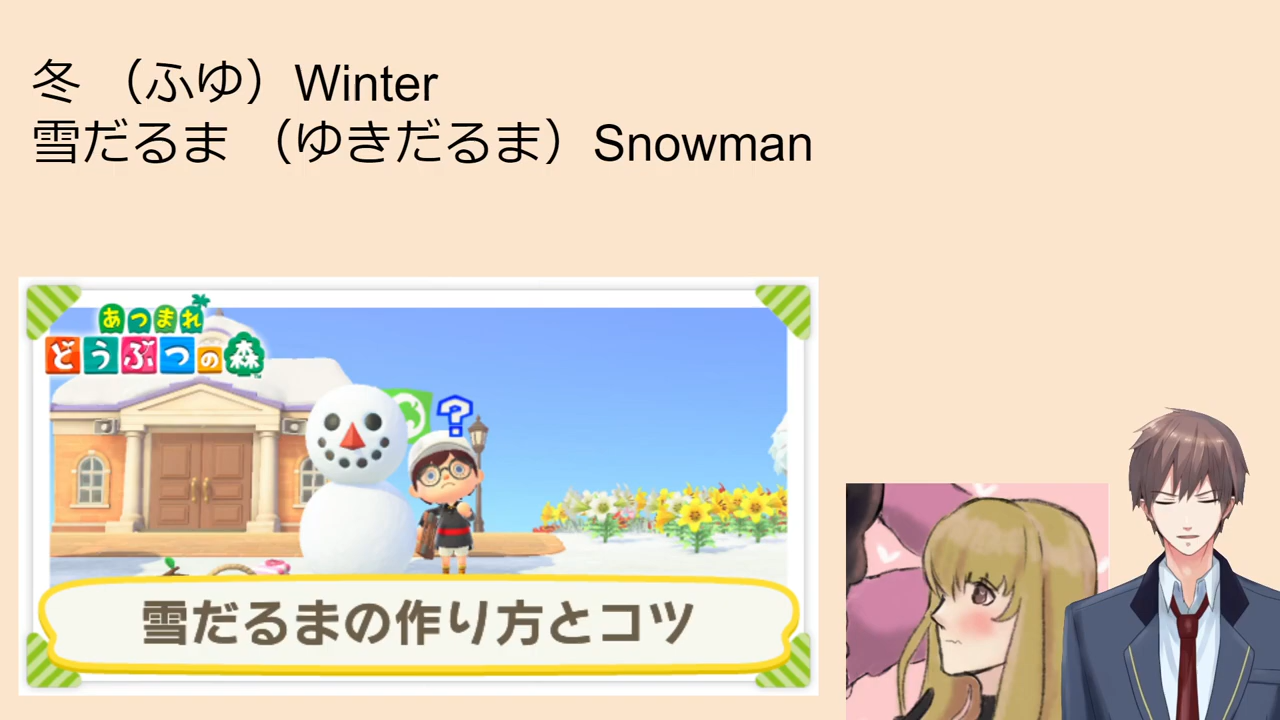 冬 （ふゆ）Winter
雪だるま （ゆきだるま）Snowman
あつまれ
どうぶつの森
?
雪だるまの作り方とコツ